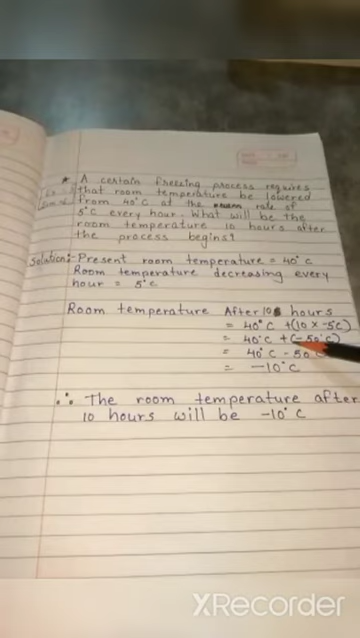 * A certain freezing process requires
that room temperature be lowered
from 40°C at the rate of
5°C every hour. What will be the
room temperature 10 hours after
the process begins?
Solution:- Present room temperature = 40°C
Room temperature decreasing every
hour = 5°C
Room temperature After 10 hours
= 40°C +(10 x -5°C)
= 40°C +(-50°C)
= 40°C - 50°C
= -10°C
∴ The room temperature after
10 hours will be -10°C
XRecorder